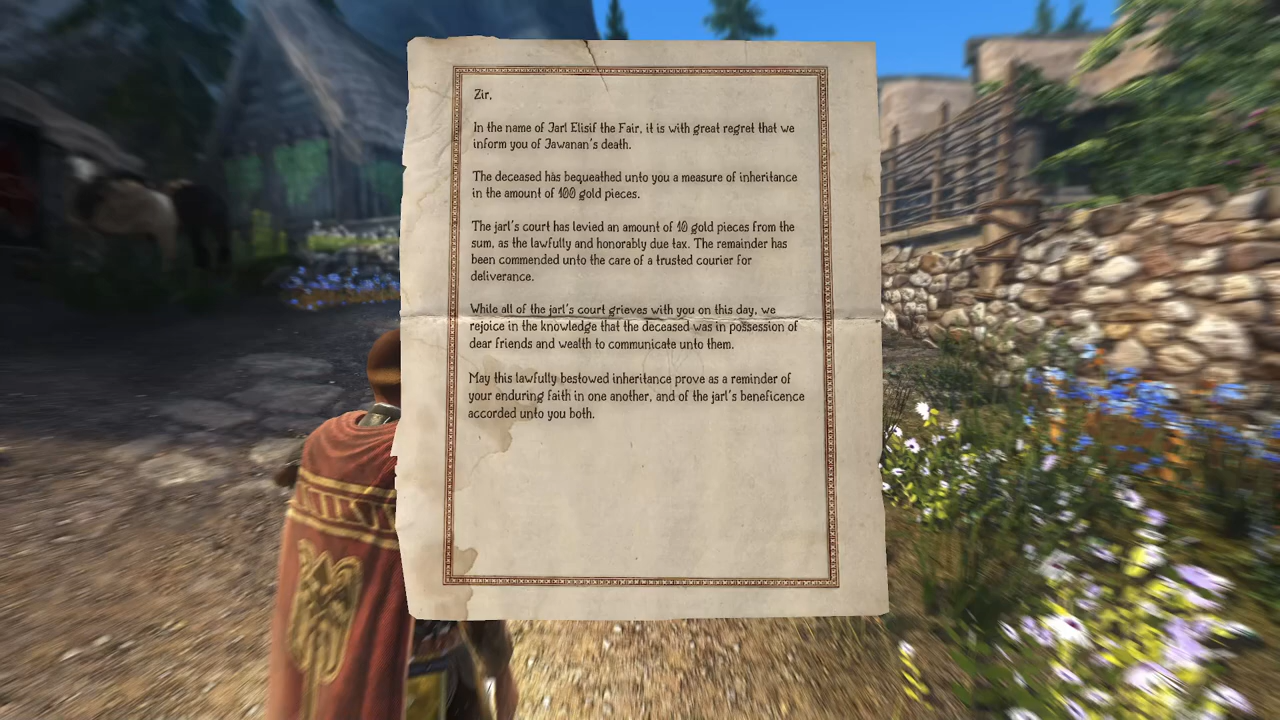 Zir,
In the name of Jarl Elisif the Fair, it is with great regret that we
inform you of Jawanan's death.
The deceased has bequeathed unto you a measure of inheritance
in the amount of 100 gold pieces.
The jarl's court has levied an amount of 10 gold pieces from the
sum, as the lawfully and honorably due tax. The remainder has
been commended unto the care of a trusted courier for
deliverance.
While all of the jarl's court grieves with you on this day, we
rejoice in the knowledge that the deceased was in possession of
dear friends and wealth to communicate unto them.
May this lawfully bestowed inheritance prove as a reminder of
your enduring faith in one another, and of the jarl's beneficence
accorded unto you both.